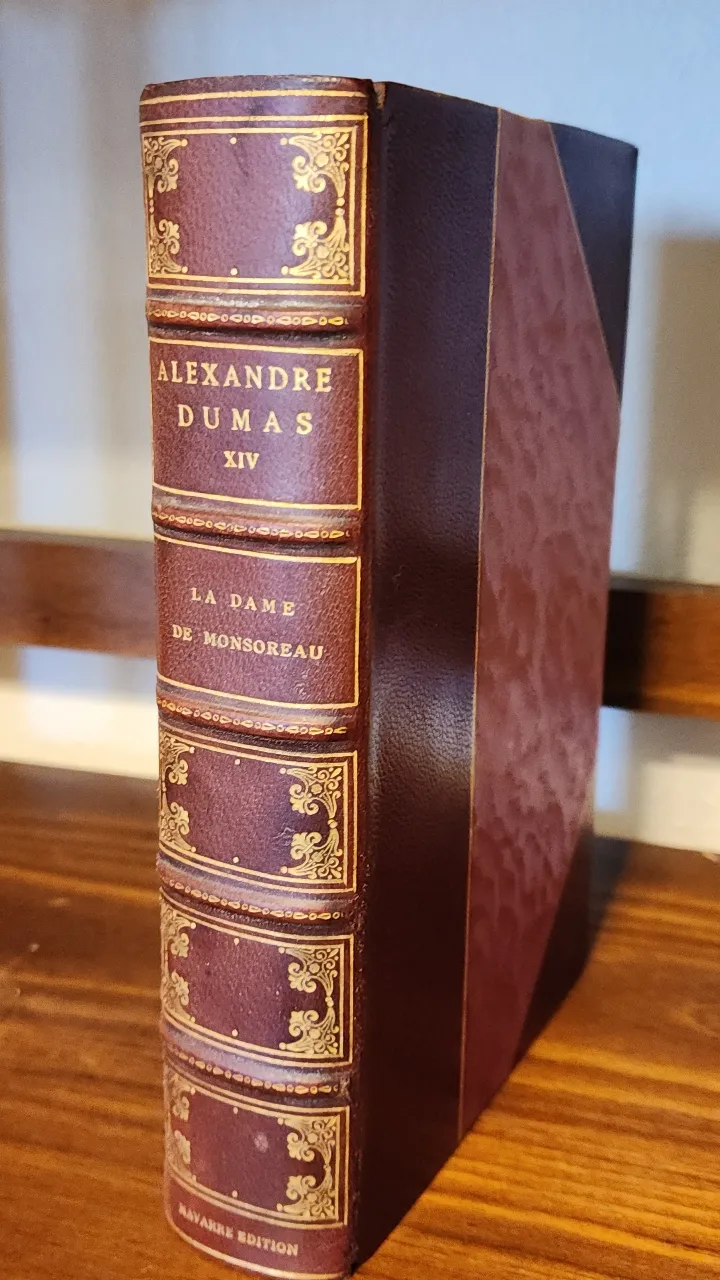 ALEXANDRE
DUMAS
XIV
LA DAME
DE MONSOREAU
NAVARRE EDITION